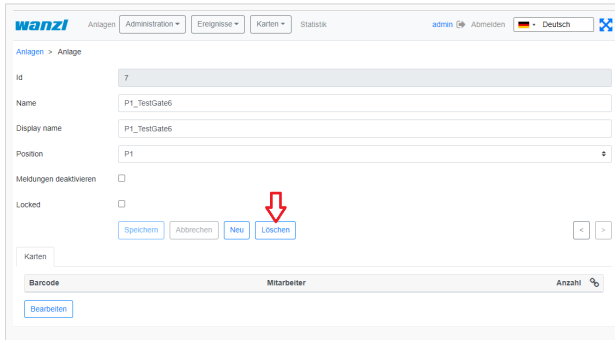 wanzl Anlagen Administration Ereignisse Karten Statistik admin Abmelden Deutsch
Anlagen > Anlage
Id 7
Name P1_TestGate6
Display name P1_TestGate6
Position P1
Meldungen deaktivieren
Locked
Speichern Abbrechen Neu Löschen < >
Karten
Barcode Mitarbeiter Anzahl
Bearbeiten